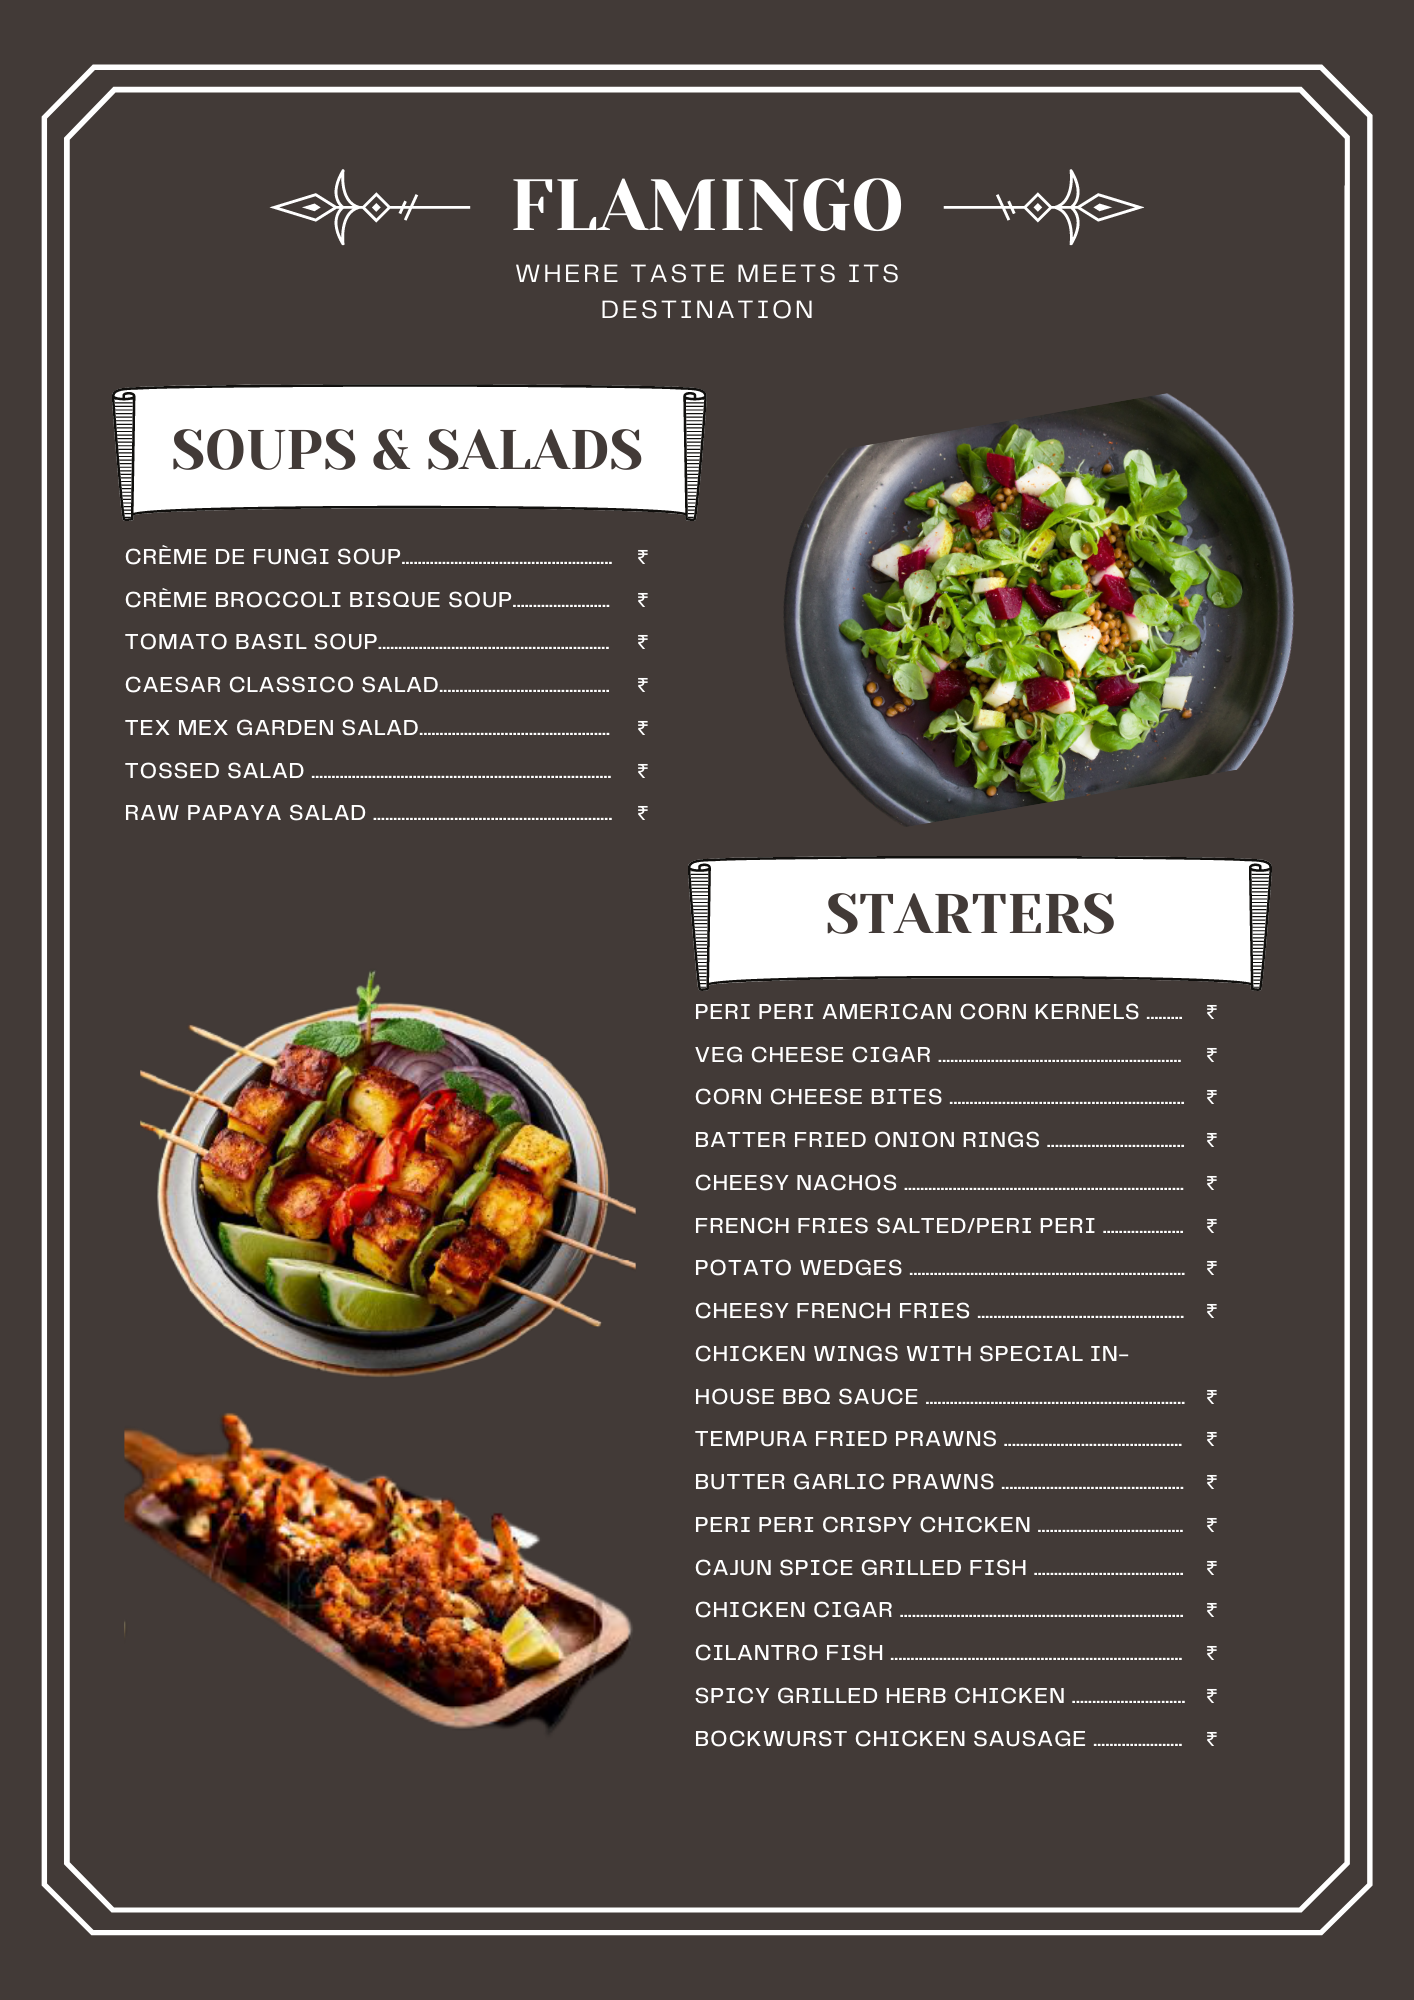 FLAMINGO
WHERE TASTE MEETS ITS
DESTINATION
SOUPS & SALADS
CRÈME DE FUNGI SOUP.................................................... ₹
CRÈME BROCCOLI BISQUE SOUP........................ ₹
TOMATO BASIL SOUP......................................................... ₹
CAESAR CLASSICO SALAD.......................................... ₹
TEX MEX GARDEN SALAD............................................... ₹
TOSSED SALAD .......................................................................... ₹
RAW PAPAYA SALAD ........................................................... ₹
STARTERS
PERI PERI AMERICAN CORN KERNELS ......... ₹
VEG CHEESE CIGAR ............................................................ ₹
CORN CHEESE BITES .......................................................... ₹
BATTER FRIED ONION RINGS .................................. ₹
CHEESY NACHOS ..................................................................... ₹
FRENCH FRIES SALTED/PERI PERI .................... ₹
POTATO WEDGES .................................................................... ₹
CHEESY FRENCH FRIES ................................................... ₹
CHICKEN WINGS WITH SPECIAL IN-
HOUSE BBQ SAUCE ................................................................ ₹
TEMPURA FRIED PRAWNS ............................................ ₹
BUTTER GARLIC PRAWNS ............................................. ₹
PERI PERI CRISPY CHICKEN .................................... ₹
CAJUN SPICE GRILLED FISH ..................................... ₹
CHICKEN CIGAR ...................................................................... ₹
CILANTRO FISH ........................................................................ ₹
SPICY GRILLED HERB CHICKEN ............................ ₹
BOCKWURST CHICKEN SAUSAGE ...................... ₹